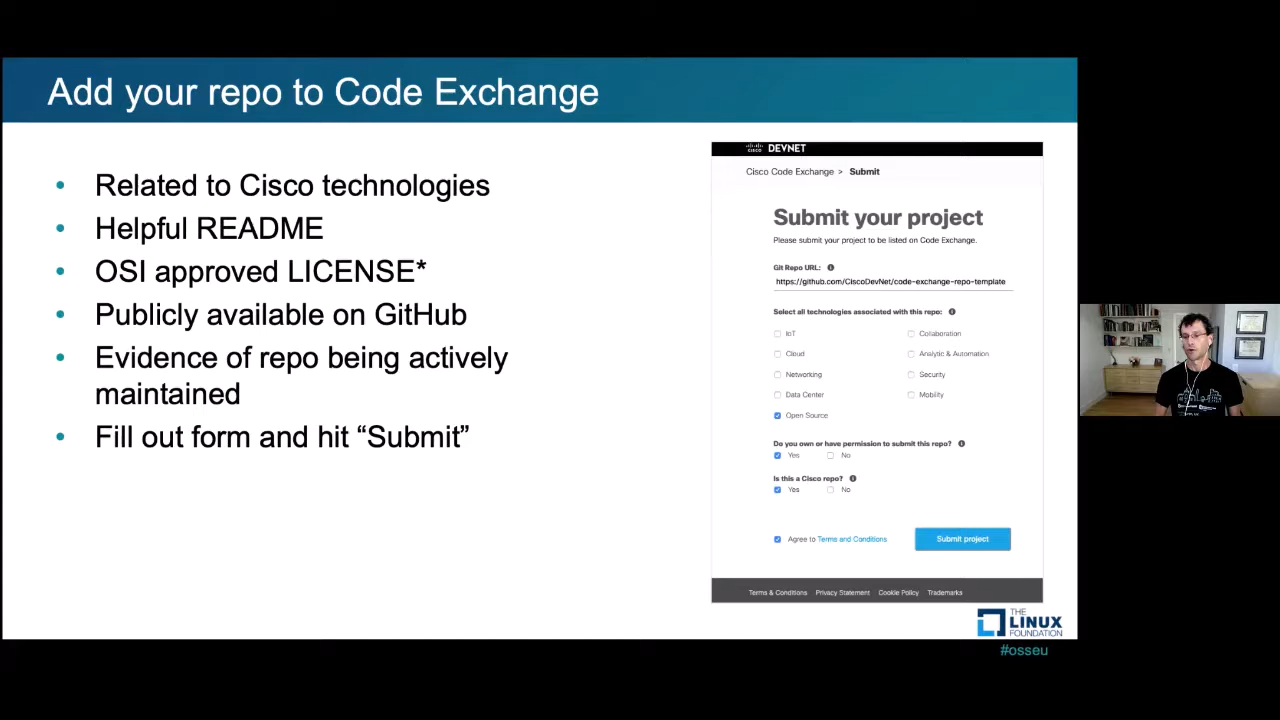 Add your repo to Code Exchange
• Related to Cisco technologies
• Helpful README
• OSI approved LICENSE*
• Publicly available on GitHub
• Evidence of repo being actively
maintained
• Fill out form and hit “Submit”
CISCO DEVNET
Cisco Code Exchange > Submit
Submit your project
Please submit your project to be listed on Code Exchange.
Git Repo URL:
https://github.com/CiscoDevNet/code-exchange-repo-template
Select all technologies associated with this repo:
IoT Collaboration
Cloud Analytic & Automation
Networking Security
Data Center Mobility
Open Source
Do you own or have permission to submit this repo?
Yes No
Is this a Cisco repo?
Yes No
Agree to Terms and Conditions Submit project
Terms & Conditions Privacy Statement Cookie Policy Trademarks
THE
LINUX
FOUNDATION
#osseu